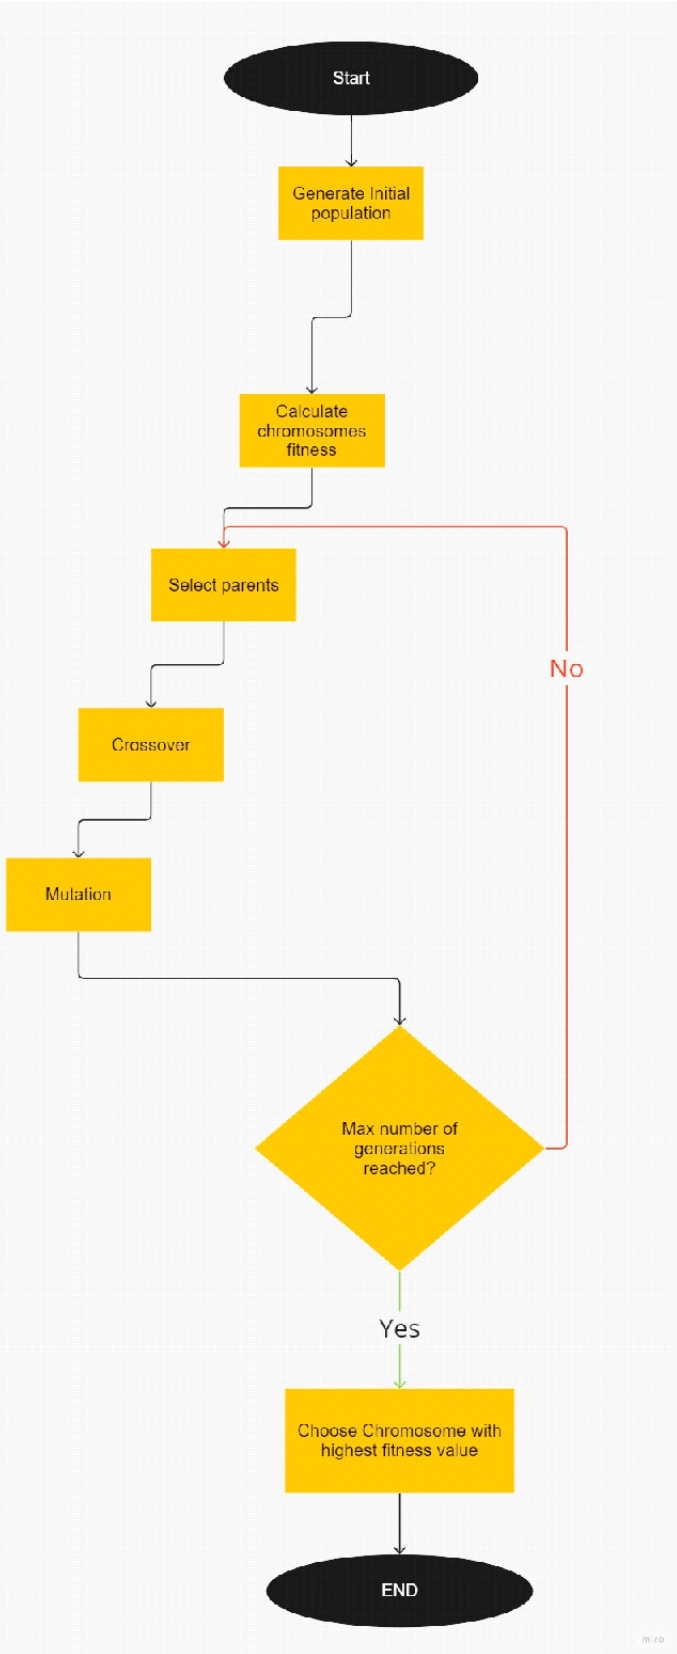 Start
Generate Initial
population
Calculate
chromosomes
fitness
Select parents
No
Crossover
Mutation
Max number of
generations
reached?
Yes
Choose Chromosome with
highest fitness value
END
miro